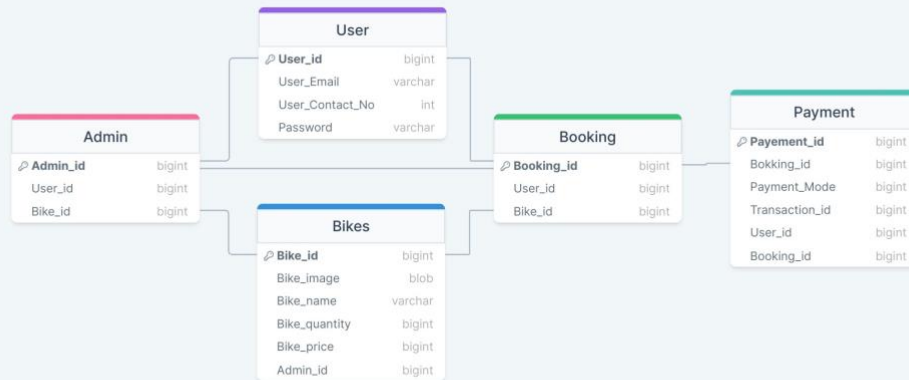 User
User_id bigint
User_Email varchar
User_Contact_No int
Password varchar
Admin
Admin_id bigint
User_id bigint
Bike_id bigint
Bikes
Bike_id bigint
Bike_image blob
Bike_name varchar
Bike_quantity bigint
Bike_price bigint
Admin_id bigint
Booking
Booking_id bigint
User_id bigint
Bike_id bigint
Payment
Payement_id bigint
Bokking_id bigint
Payment_Mode bigint
Transaction_id bigint
User_id bigint
Booking_id bigint